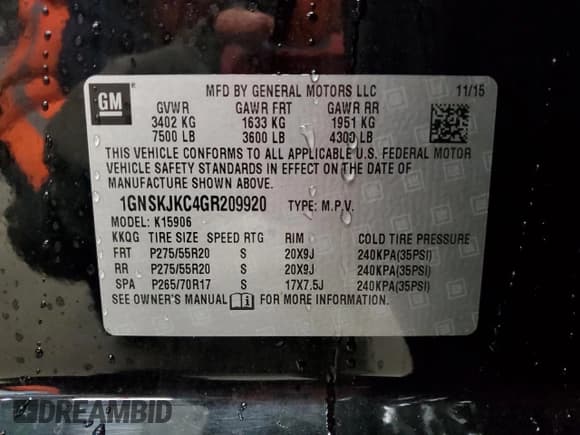 GM
MFD BY GENERAL MOTORS LLC 11/15
GVWR GAWR FRT GAWR RR
3402 KG 1633 KG 1951 KG
7500 LB 3600 LB 4300 LB
THIS VEHICLE CONFORMS TO ALL APPLICABLE U.S. FEDERAL MOTOR
VEHICLE SAFETY STANDARDS IN EFFECT ON THE DATE OF
MANUFACTURE SHOWN ABOVE.
1GNSKJKC4GR209920 TYPE: M.P.V.
MODEL: K15906
KKQG TIRE SIZE SPEED RTG RIM COLD TIRE PRESSURE
FRT P275/55R20 S 20X9J 240KPA(35PSI)
RR P275/55R20 S 20X9J 240KPA(35PSI)
SPA P265/70R17 S 17X7.5J 240KPA(35PSI)
SEE OWNER'S MANUAL FOR MORE INFORMATION.
DREAMBID